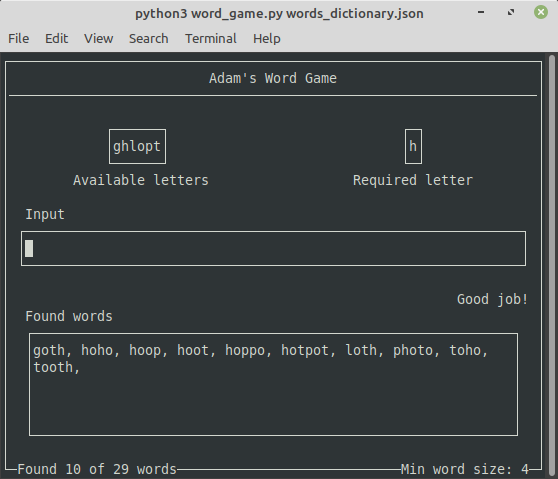 python3 word_game.py words_dictionary.json
File Edit View Search Terminal Help
Adam's Word Game
ghlopt h
Available letters Required letter
Input
Good job!
Found words
goth, hoho, hoop, hoot, hoppo, hotpot, loth, photo, toho,
tooth,
Found 10 of 29 words Min word size: 4